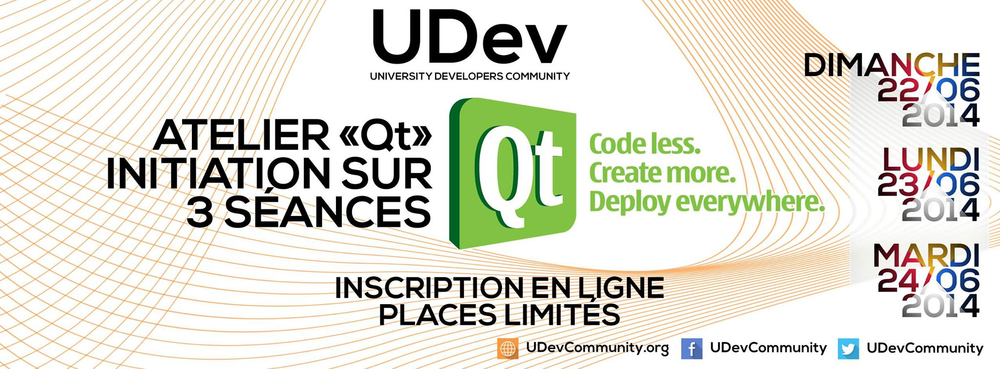 UDev
UNIVERSITY DEVELOPERS COMMUNITY
ATELIER «Qt»
INITIATION SUR
3 SÉANCES
Qt
Code less.
Create more.
Deploy everywhere.
DIMANCHE
22/06
2014
LUNDI
23/06
2014
MARDI
24/06
2014
INSCRIPTION EN LIGNE
PLACES LIMITÉS
UDevCommunity.org
UDevCommunity
UDevCommunity